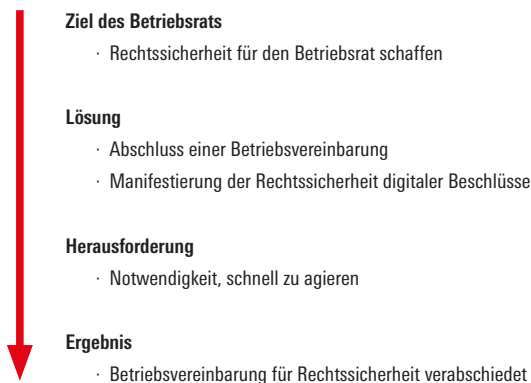 Ziel des Betriebsrats
· Rechtssicherheit für den Betriebsrat schaffen
Lösung
· Abschluss einer Betriebsvereinbarung
· Manifestierung der Rechtssicherheit digitaler Beschlüsse
Herausforderung
· Notwendigkeit, schnell zu agieren
Ergebnis
· Betriebsvereinbarung für Rechtssicherheit verabschiedet